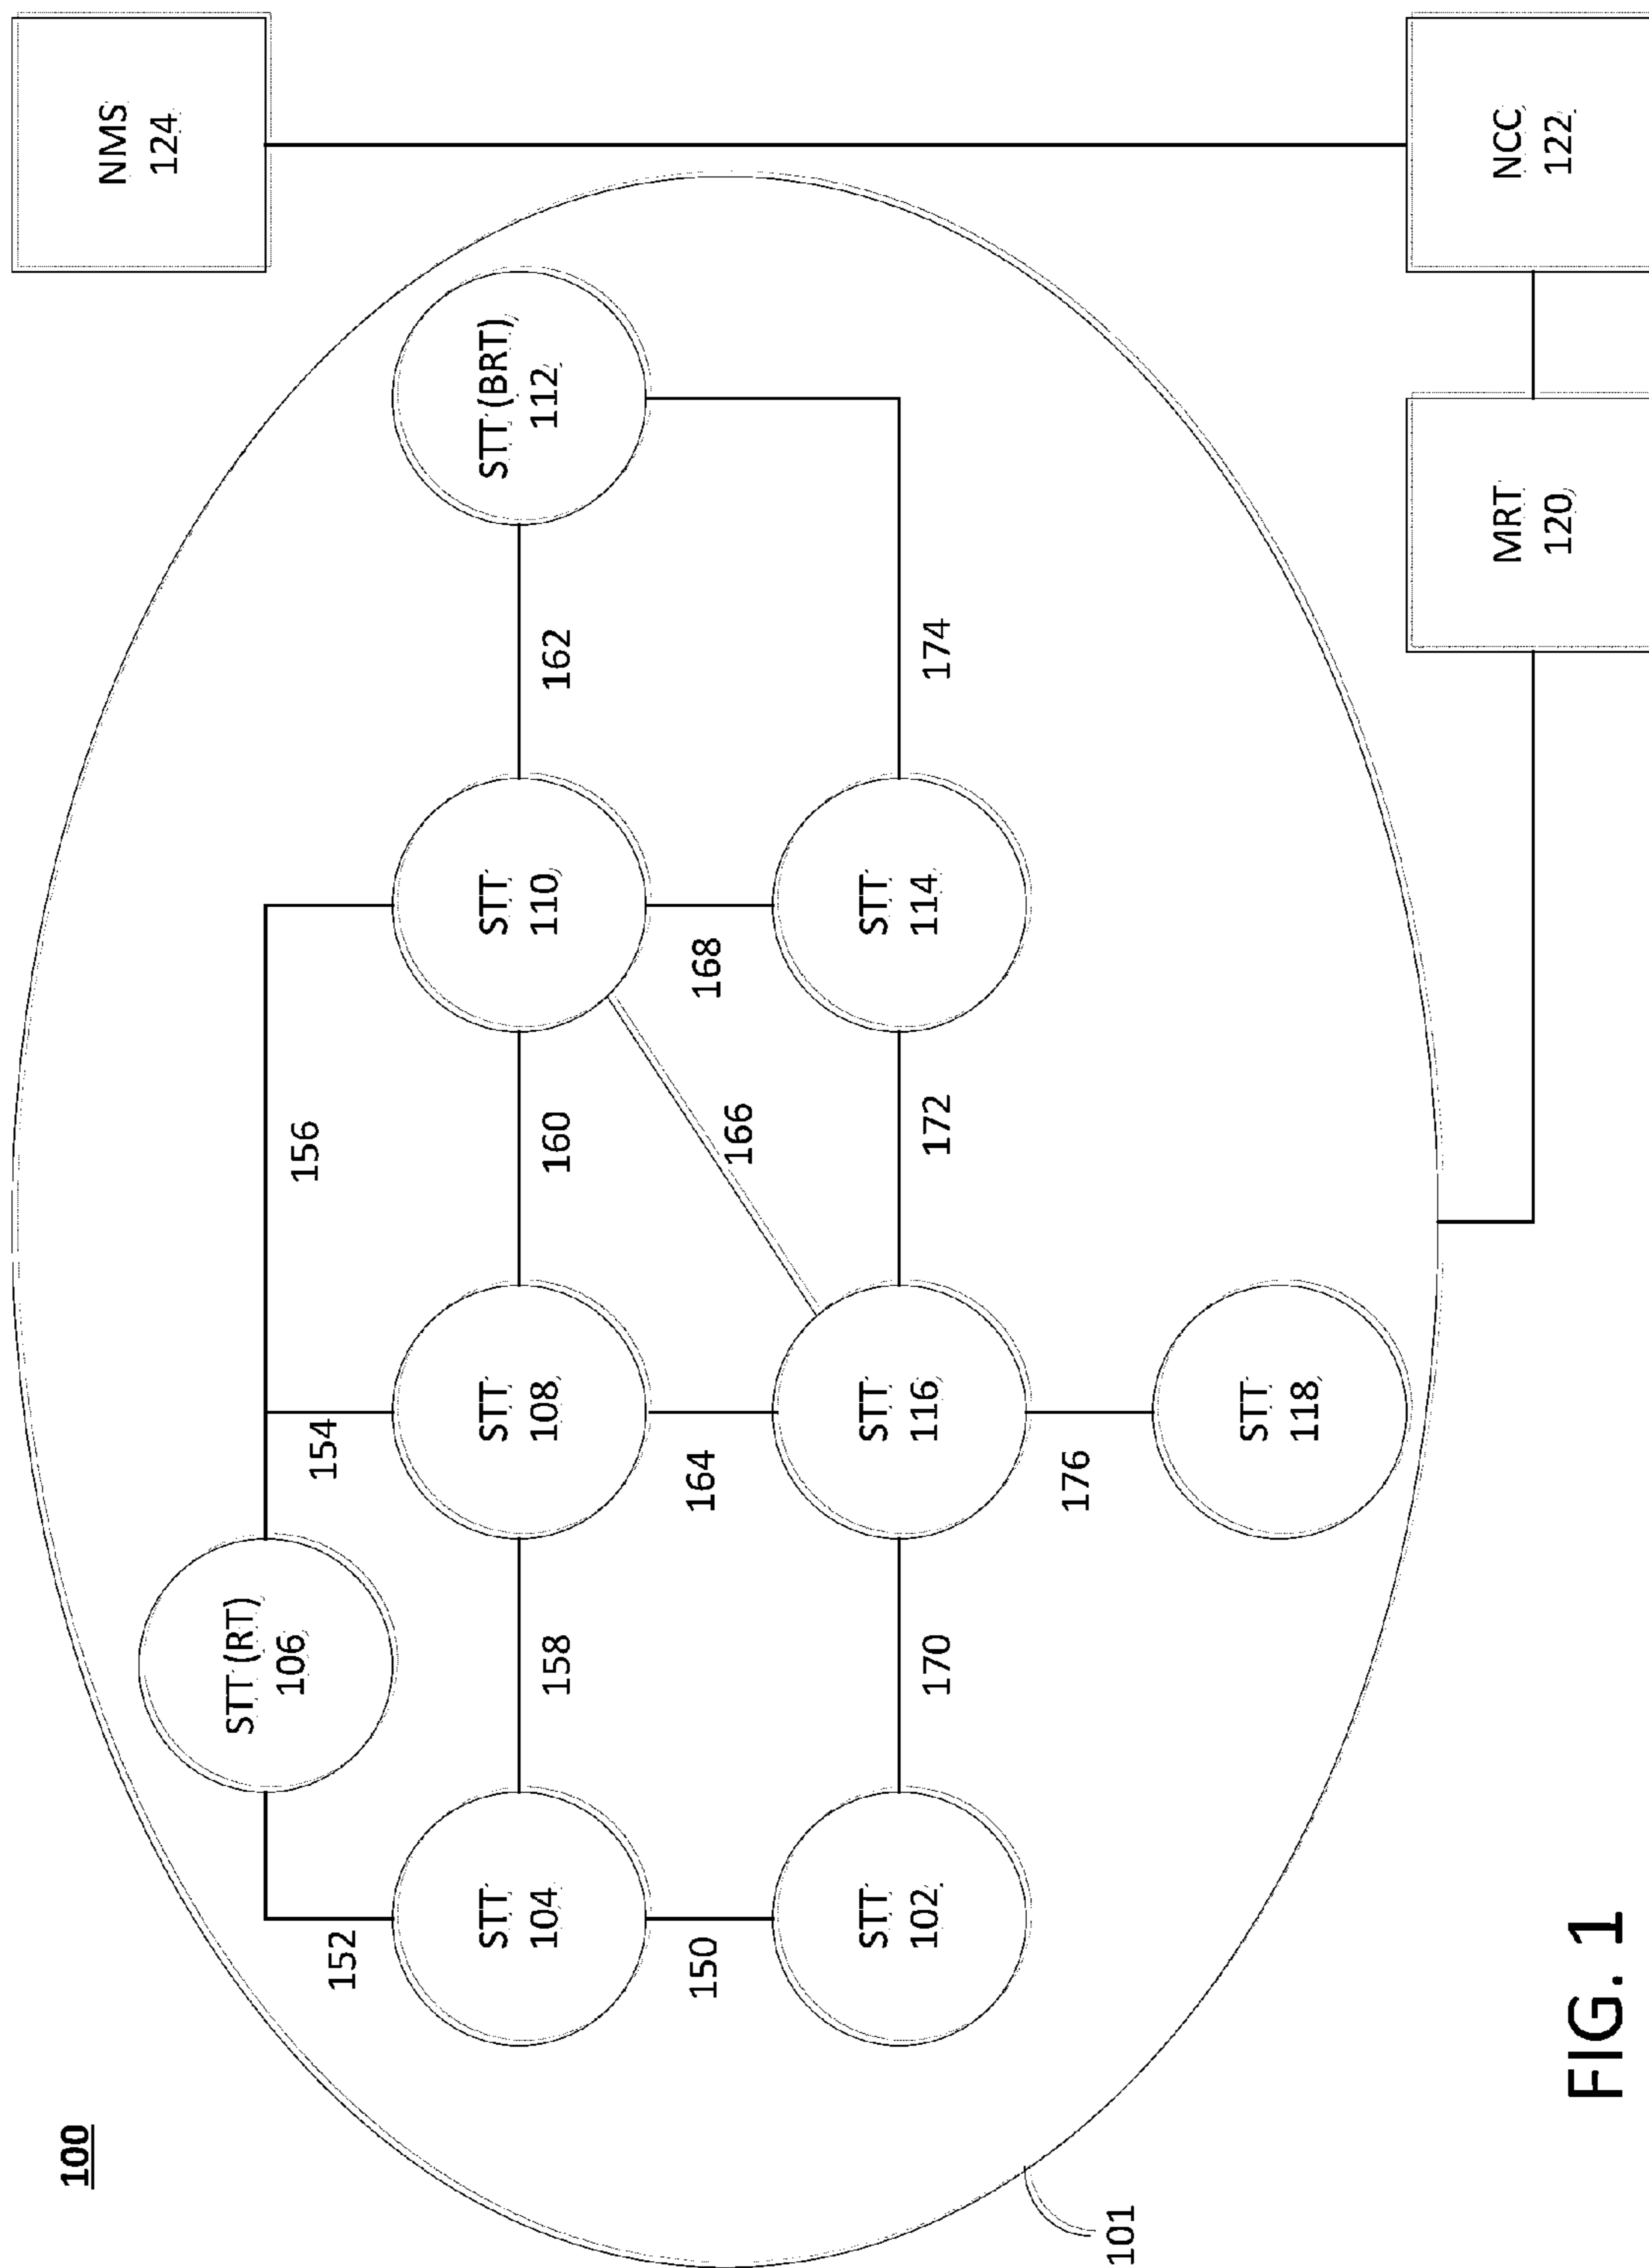 100
NMS
124
STT (RT)
106
152
154
156
STT
104
STT
108
STT
110
STT (BRT)
112
158
160
162
150
164
166
168
STT
102
STT
116
STT
114
170
172
174
176
STT
118
101
MRT
120
NCC
122
FIG. 1